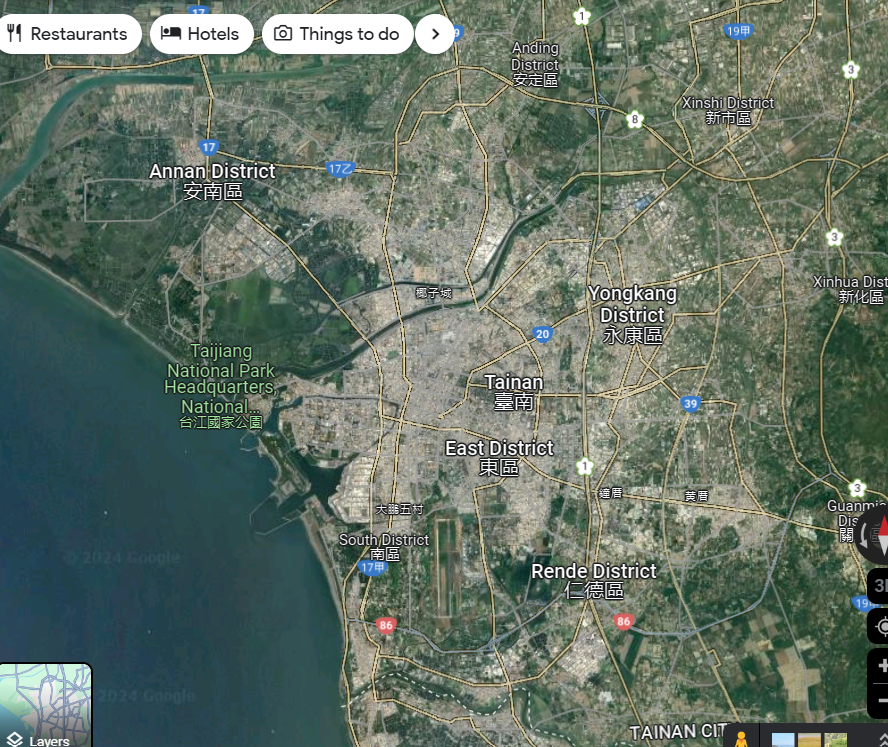 17
Restaurants
Hotels
Things to do
1
19甲
Anding
District
安定區
3
Xinshi District
新市區
8
17
17乙
Annan District
安南區
3
Xinhua Dist
新化區
椰子城
Yongkang
District
永康區
20
Taijiang
National Park
Headquarters,
National...
台江國家公園
Tainan
臺南
39
East District
東區
1
3
大鵬五村
Guanmia
Dis
關
South District
南區
17甲
3D
Rende District
仁德區
86
86
19甲
© 2024 Google
2024 Google
TAINAN CIT
Layers